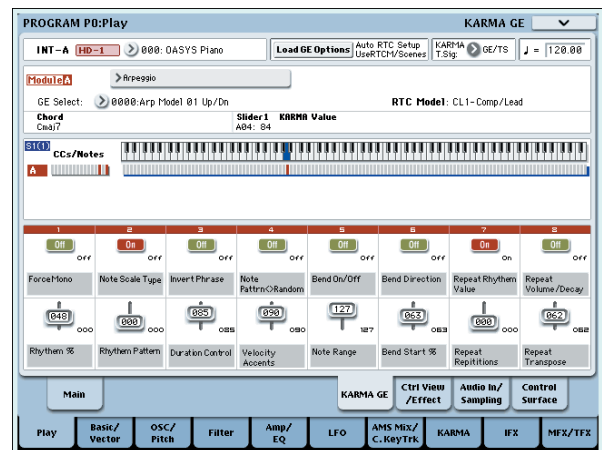 PROGRAM P0:Play KARMA GE
INT-A HD-1 000: OASYS Piano Load GE Options Auto RTC Setup KARMA GE/TS ♩ = 120.00
UseRTCM/Scenes T.Sig:
Module A Arpeggio
GE Select: 0000:Arp Model 01 Up/Dn RTC Model: CL1-Comp/Lead
Chord Slider1 KARMA Value
Cmaj7 A04: 84
S1(1) CCs/Notes
A
1 2 3 4 5 6 7 8
Off On Off Off Off Off On Off
Off Off Off Off Off Off On Off
ForceMono Note Scale Type Invert Phrase Note Bend On/Off Bend Direction Repeat Rhythem Repeat
Pattrn<>Random Value Volume/Decay
048 000 085 090 127 063 000 062
000 000 085 090 127 063 000 062
Rhythem % Rhythem Pattern Duration Control Velocity Note Range Bend Start % Repeat Repeat
Accents Repititions Transpose
Main KARMA GE Ctrl View Audio In/ Control
/Effect Sampling Surface
Play Basic/ OSC/ Filter Amp/ LFO AMS Mix/ KARMA IFX MFX/TFX
Vector Pitch EQ C.KeyTrk